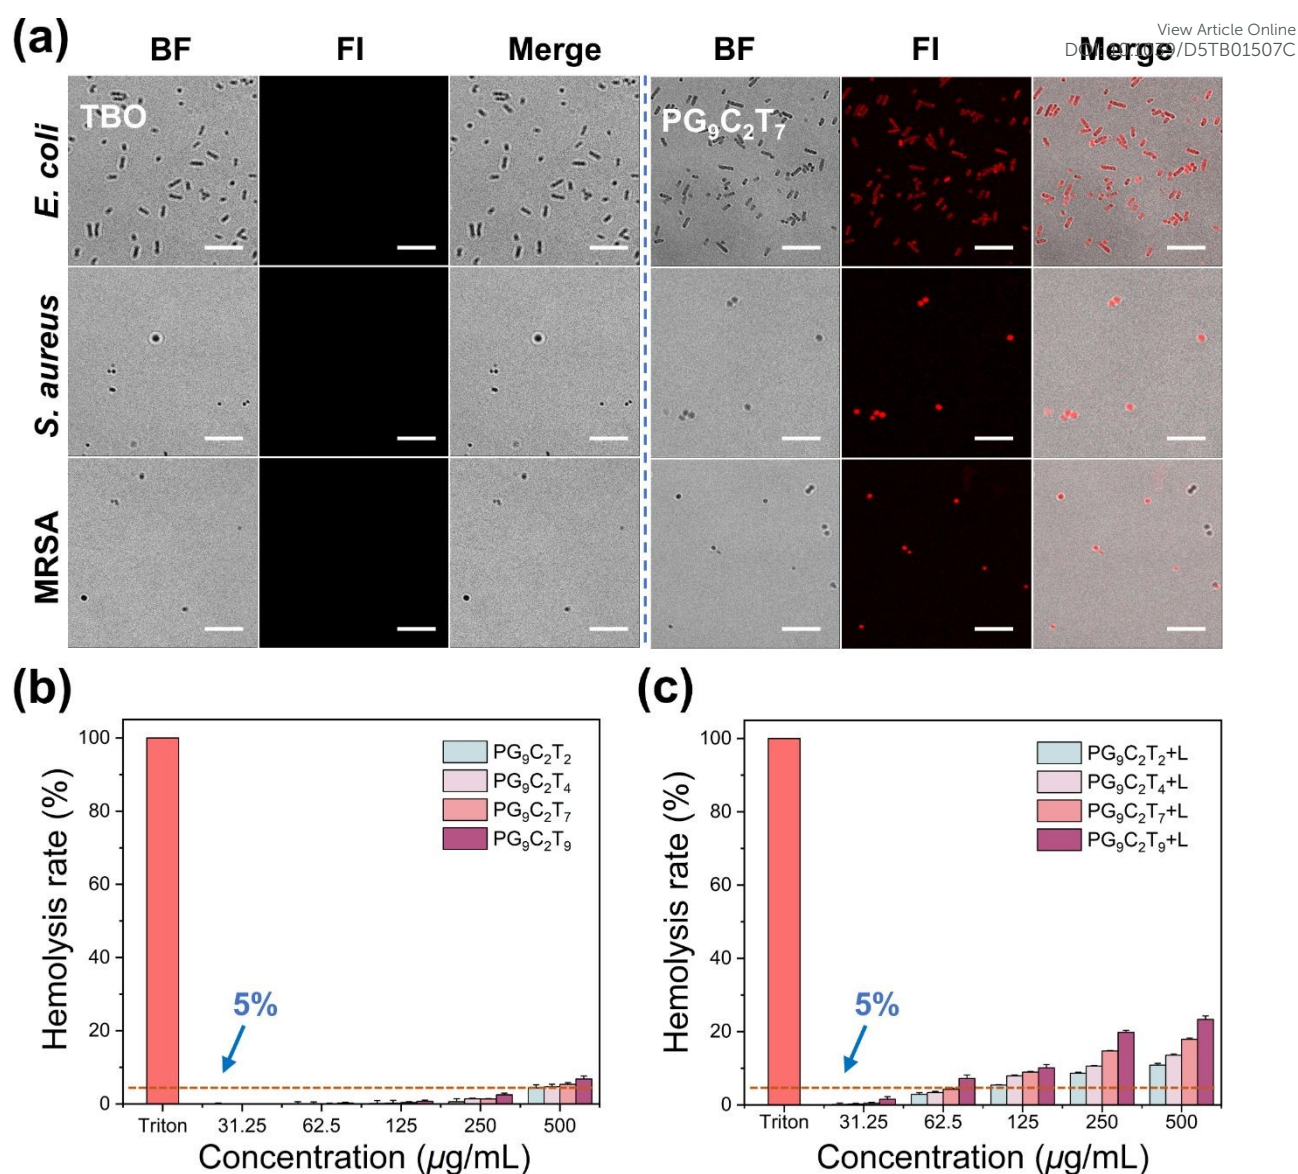 View Article Online
(a) BF FI Merge BF FI Merge
DOI: 10.1039/D5TB01507C
TBO
PG₉C₂T₇
E. coli
S. aureus
MRSA
(b)
Hemolysis rate (%)
100
80
60
40
20
0
PG₉C₂T₂
PG₉C₂T₄
PG₉C₂T₇
PG₉C₂T₉
5%
Triton 31.25 62.5 125 250 500
Concentration (µg/mL)
(c)
Hemolysis rate (%)
100
80
60
40
20
0
PG₉C₂T₂+L
PG₉C₂T₄+L
PG₉C₂T₇+L
PG₉C₂T₉+L
5%
Triton 31.25 62.5 125 250 500
Concentration (µg/mL)